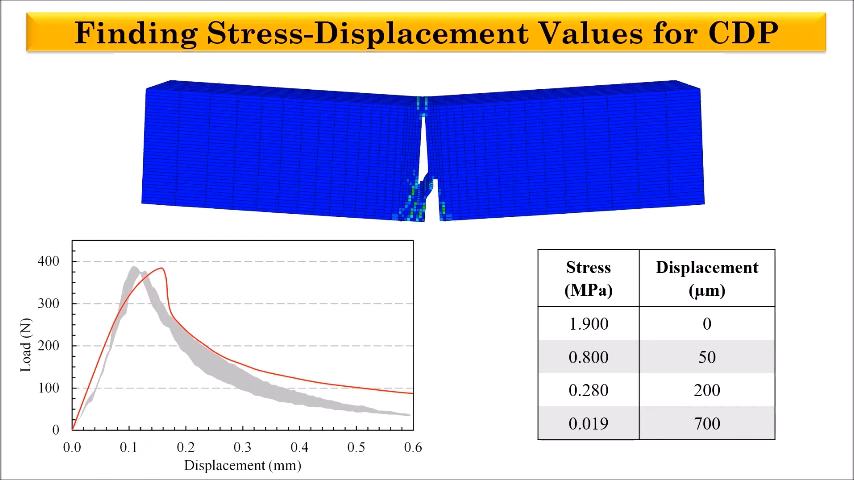 Finding Stress-Displacement Values for CDP
Load (N)
400
300
200
100
0
0.0 0.1 0.2 0.3 0.4 0.5 0.6
Displacement (mm)
Stress (MPa) Displacement (μm)
1.900 0
0.800 50
0.280 200
0.019 700